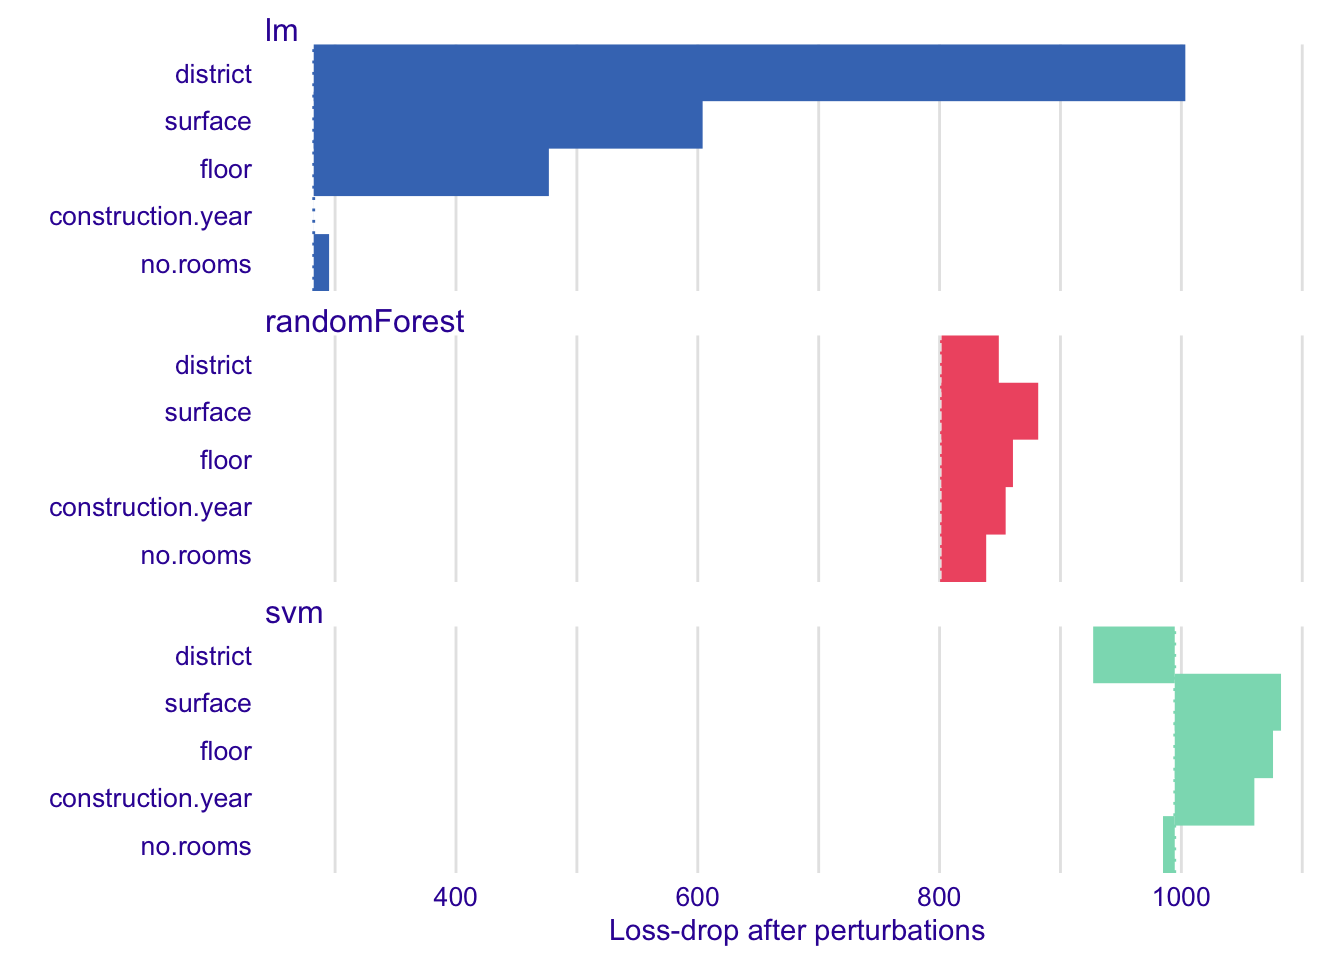 lm
district
surface
floor
construction.year
no.rooms
randomForest
district
surface
floor
construction.year
no.rooms
svm
district
surface
floor
construction.year
no.rooms
400 600 800 1000
Loss-drop after perturbations